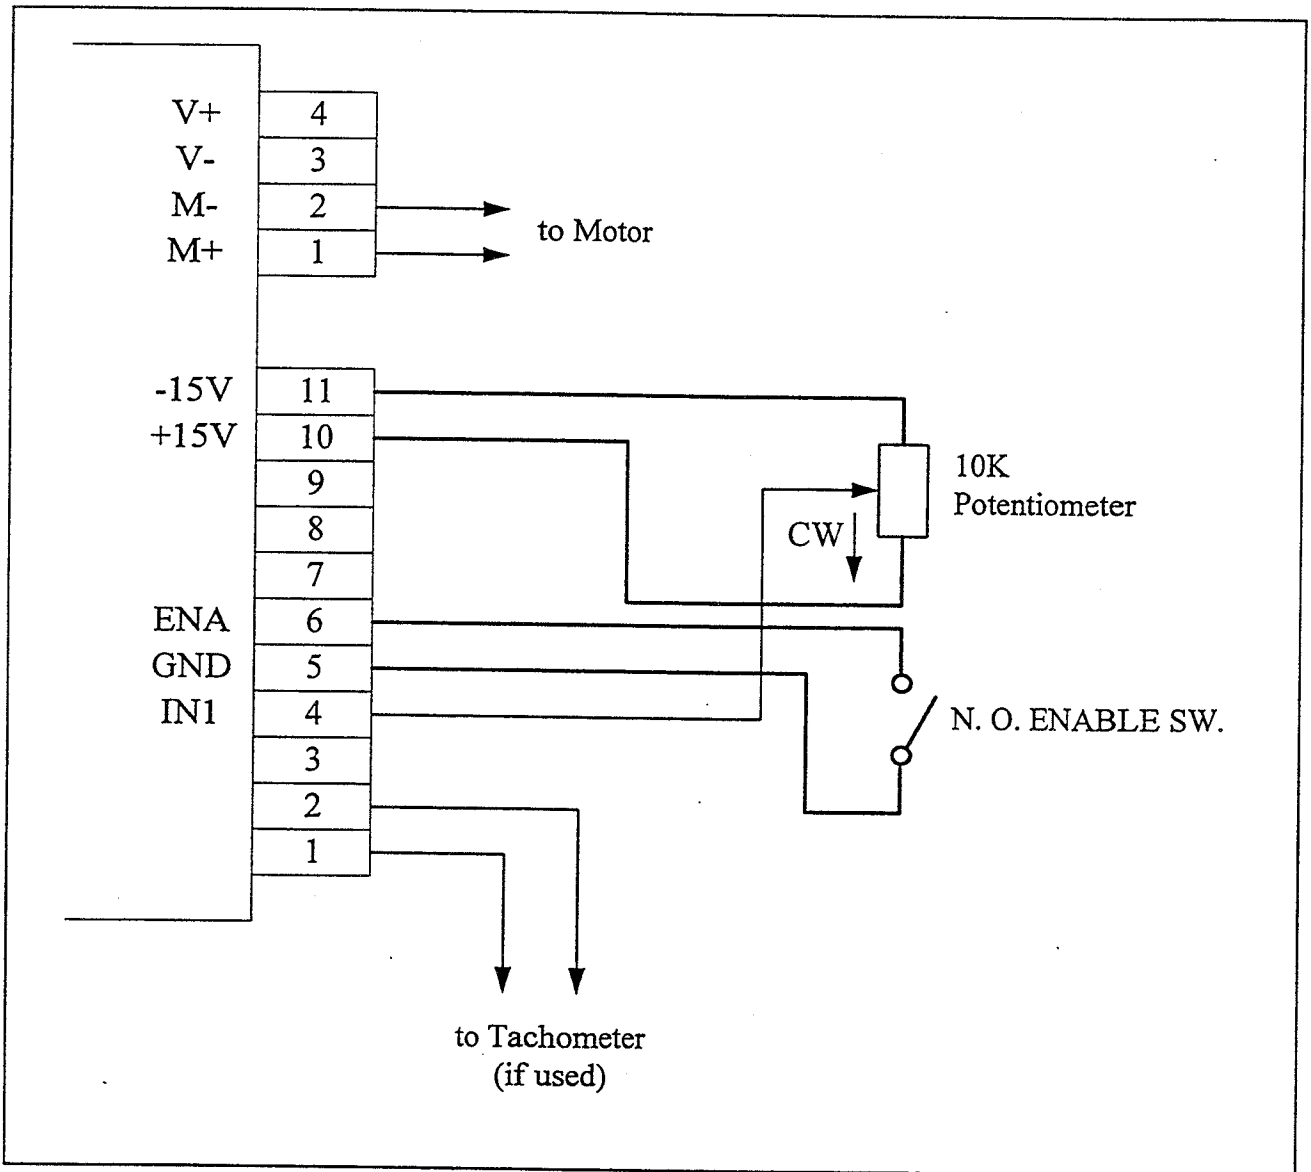 V+ 4
V- 3
M- 2
M+ 1
to Motor
-15V 11
+15V 10
9
8
7
ENA 6
GND 5
IN1 4
3
2
1
10K
Potentiometer
CW
N. O. ENABLE SW.
to Tachometer
(if used)